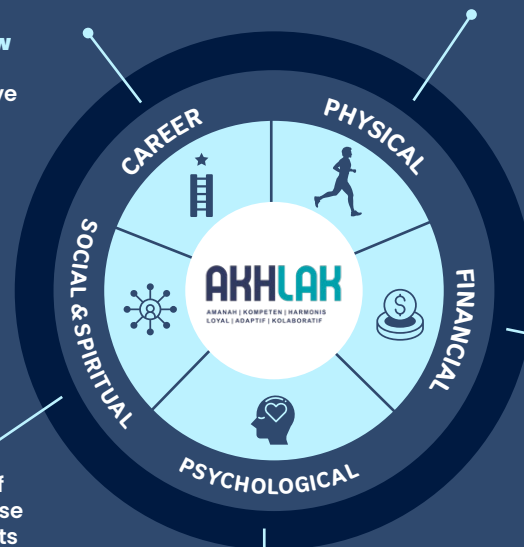 CAREER
PHYSICAL
SOCIAL & SPIRITUAL
FINANCIAL
$
AKHLAK
AMANAH | KOMPETEN | HARMONIS
LOYAL | ADAPTIF | KOLABORATIF
PSYCHOLOGICAL